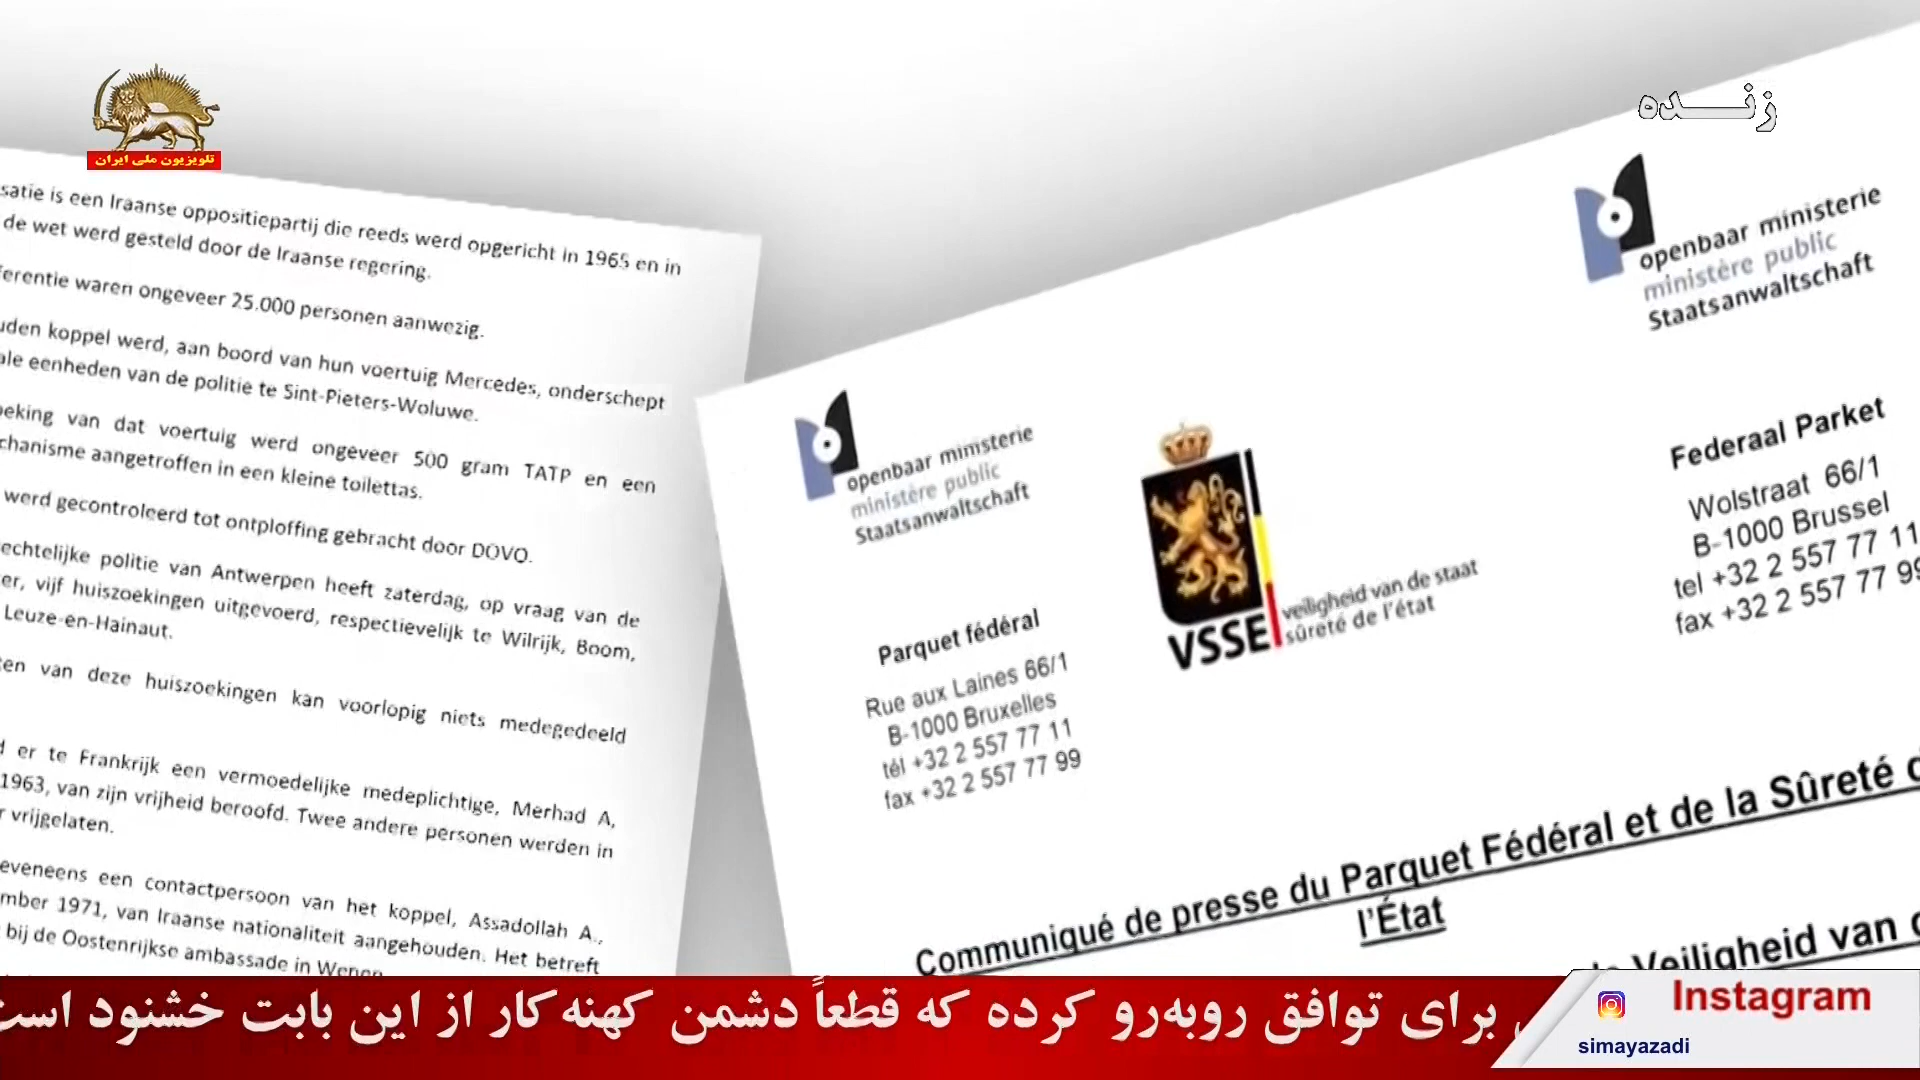 تلویزیون ملی ایران
زنده
satie is een Iraanse oppositiepartij die reeds werd opgericht in 1965 en in
de wet werd gesteld door de Iraanse regering.
ferentie waren ongeveer 25.000 personen aanwezig.
uden koppel werd, aan boord van hun voertuig Mercedes, onderschept
ale eenheden van de politie te Sint-Pieters-Woluwe.
eking van dat voertuig werd ongeveer 500 gram TATP en een
chanisme aangetroffen in een kleine toilettas.
werd gecontroleerd tot ontploffing gebracht door DOVO.
echtelijke politie van Antwerpen heeft zaterdag, op vraag van de
er, vijf huiszoekingen uitgevoerd, respectievelijk te Wilrijk, Boom,
Leuze-en-Hainaut.
ten van deze huiszoekingen kan voorlopig niets medegedeeld
d er te Frankrijk een vermoedelijke medeplichtige, Merhad A,
1963, van zijn vrijheid beroofd. Twee andere personen werden in
r vrijgelaten.
eveneens een contactpersoon van het koppel, Assadollah A.,
mber 1971, van Iraanse nationaliteit aangehouden. Het betreft
bij de Oostenrijkse ambassade in Wenen
openbaar ministerie
ministère public
Staatsanwaltschaft
Parquet fédéral
Rue aux Laines 66/1
B-1000 Bruxelles
tél +32 2 557 77 11
fax +32 2 557 77 99
VSSE
veiligheid van de staat
sûreté de l'état
openbaar ministerie
ministère public
Staatsanwaltschaft
Federaal Parket
Wolstraat 66/1
B-1000 Brussel
tel +32 2 557 77 11
fax +32 2 557 77 99
Communiqué de presse du Parquet Fédéral et de la Sûreté d
l'État
Veiligheid van d
برای توافق روبه‌رو کرده که قطعاً دشمن کهنه‌کار از این بابت خشنود است
Instagram
simayazadi